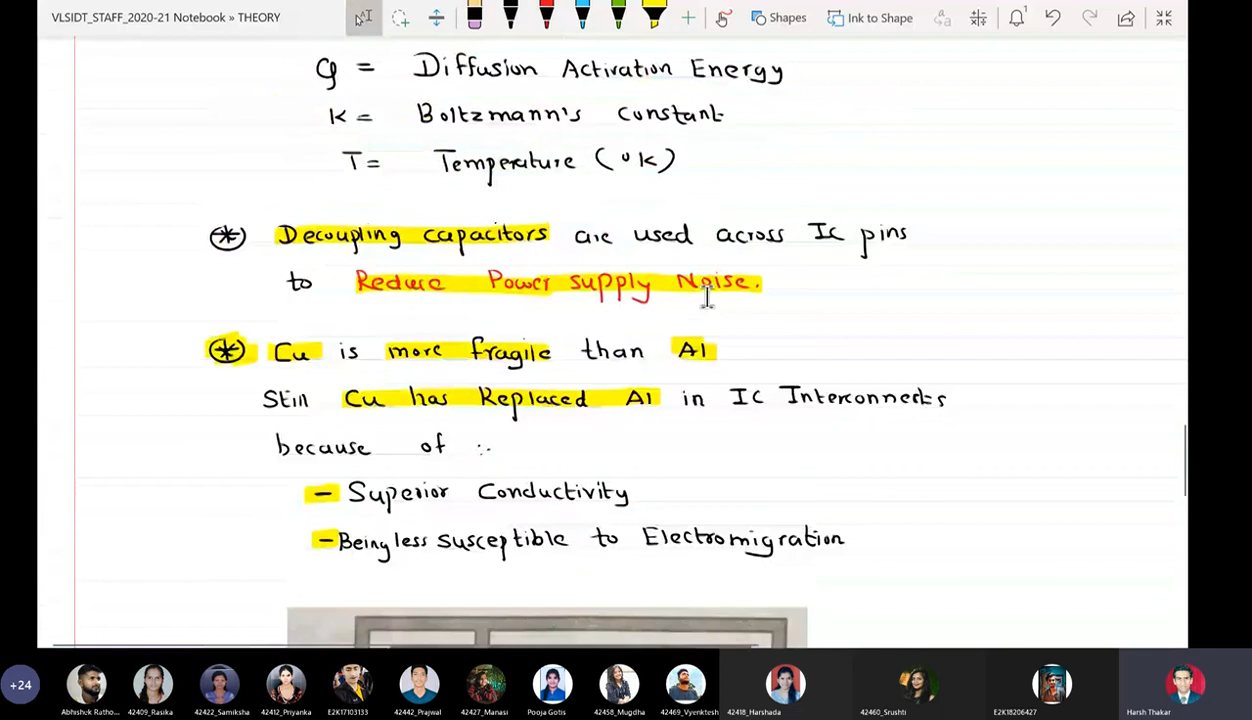 VLSIDT_STAFF_2020-21 Notebook » THEORY
Shapes
Ink to Shape
Q = Diffusion Activation Energy
K = Boltzmann's constant
T = Temperature (°K)
* Decoupling capacitors are used across Ic pins
to Reduce Power supply Noise.
* Cu is more fragile than Al
Still Cu has Replaced Al in IC Interconnects
because of :-
- Superior Conductivity
- Being less susceptible to Electromigration
+24
Abhishek Ratho...
42409_Rasika
42422_Samiksha
42412_Priyanka
E2K17103133
42442_Prajwal
42427_Manasi
Pooja Gotis
42458_Mugdha
42469_Vyenktesh
42418_Harshada
42460_Srushti
E2K18206427
Harsh Thakar